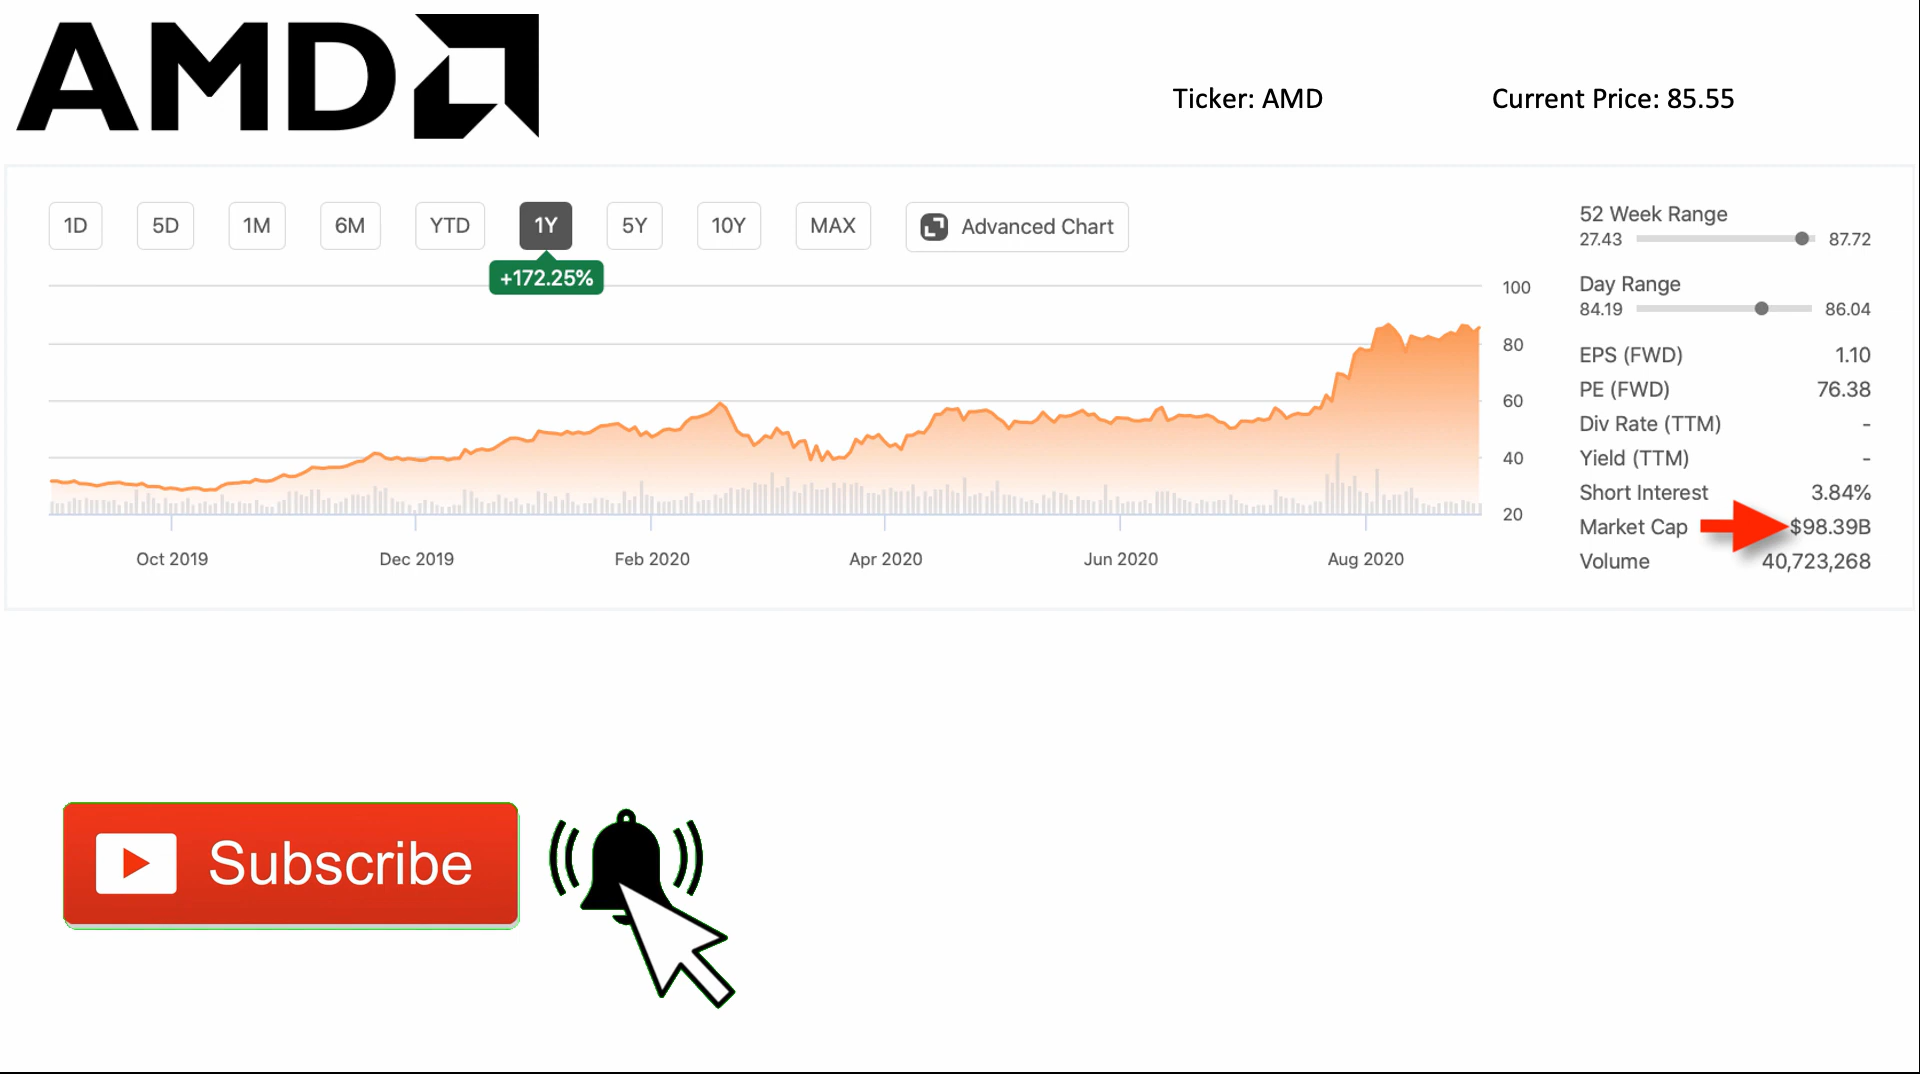 AMD
Ticker: AMD
Current Price: 85.55
1D
5D
1M
6M
YTD
1Y
5Y
10Y
MAX
Advanced Chart
+172.25%
100
80
60
40
20
Oct 2019
Dec 2019
Feb 2020
Apr 2020
Jun 2020
Aug 2020
52 Week Range
27.43
87.72
Day Range
84.19
86.04
EPS (FWD) 1.10
PE (FWD) 76.38
Div Rate (TTM) -
Yield (TTM) -
Short Interest 3.84%
Market Cap $98.39B
Volume 40,723,268
Subscribe